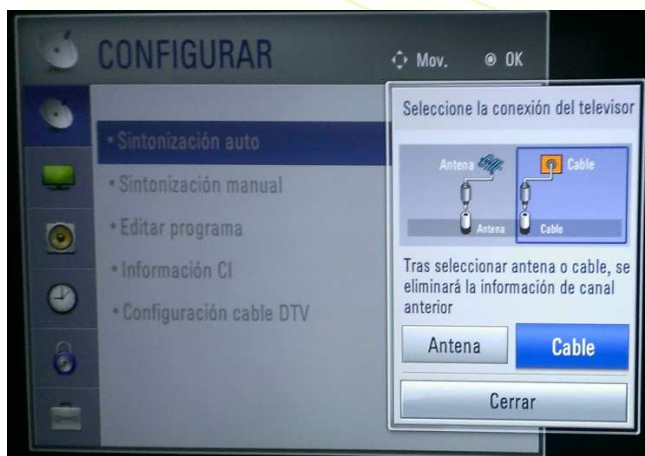 CONFIGURAR
Mov. OK
• Sintonización auto
• Sintonización manual
• Editar programa
• Información CI
• Configuración cable DTV
Seleccione la conexión del televisor
Antena Cable
Antena Cable
Tras seleccionar antena o cable, se
eliminará la información de canal
anterior
Antena Cable
Cerrar